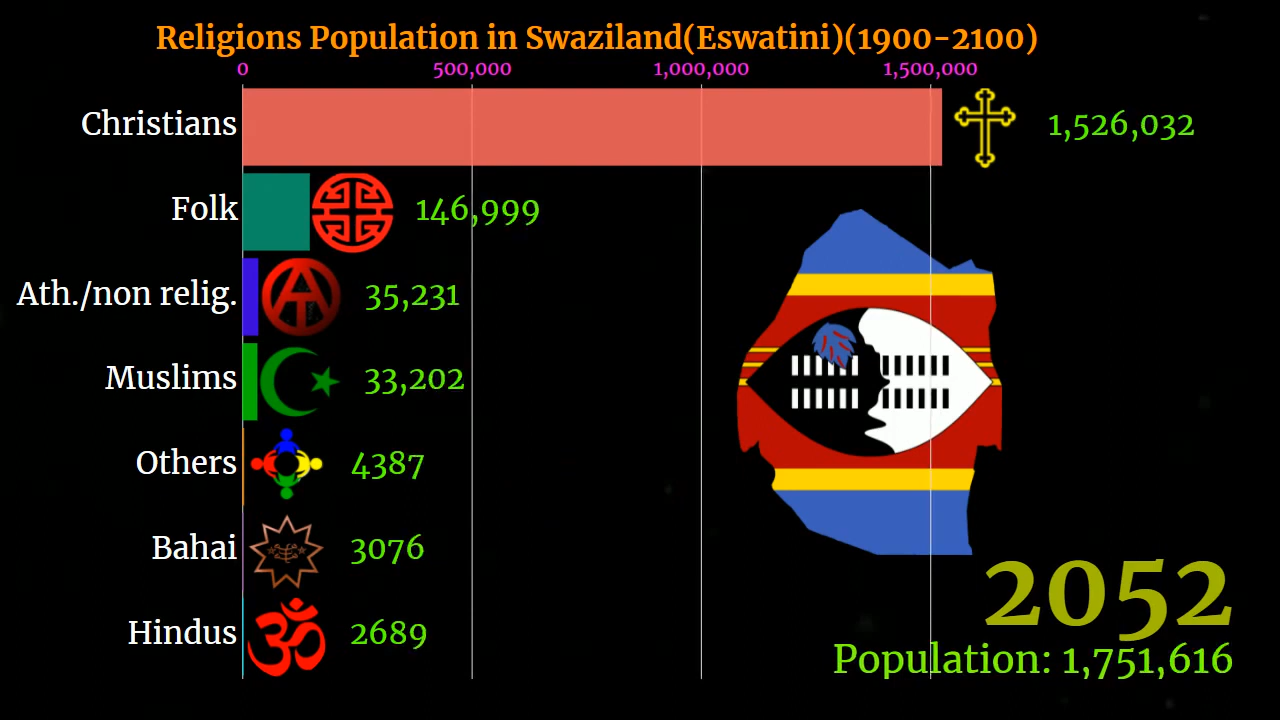 Religions Population in Swaziland(Eswatini)(1900-2100)
0 500,000 1,000,000 1,500,000
Christians 1,526,032
Folk 146,999
Ath./non relig. 35,231
Muslims 33,202
Others 4387
Bahai 3076
Hindus 2689
2052
Population: 1,751,616